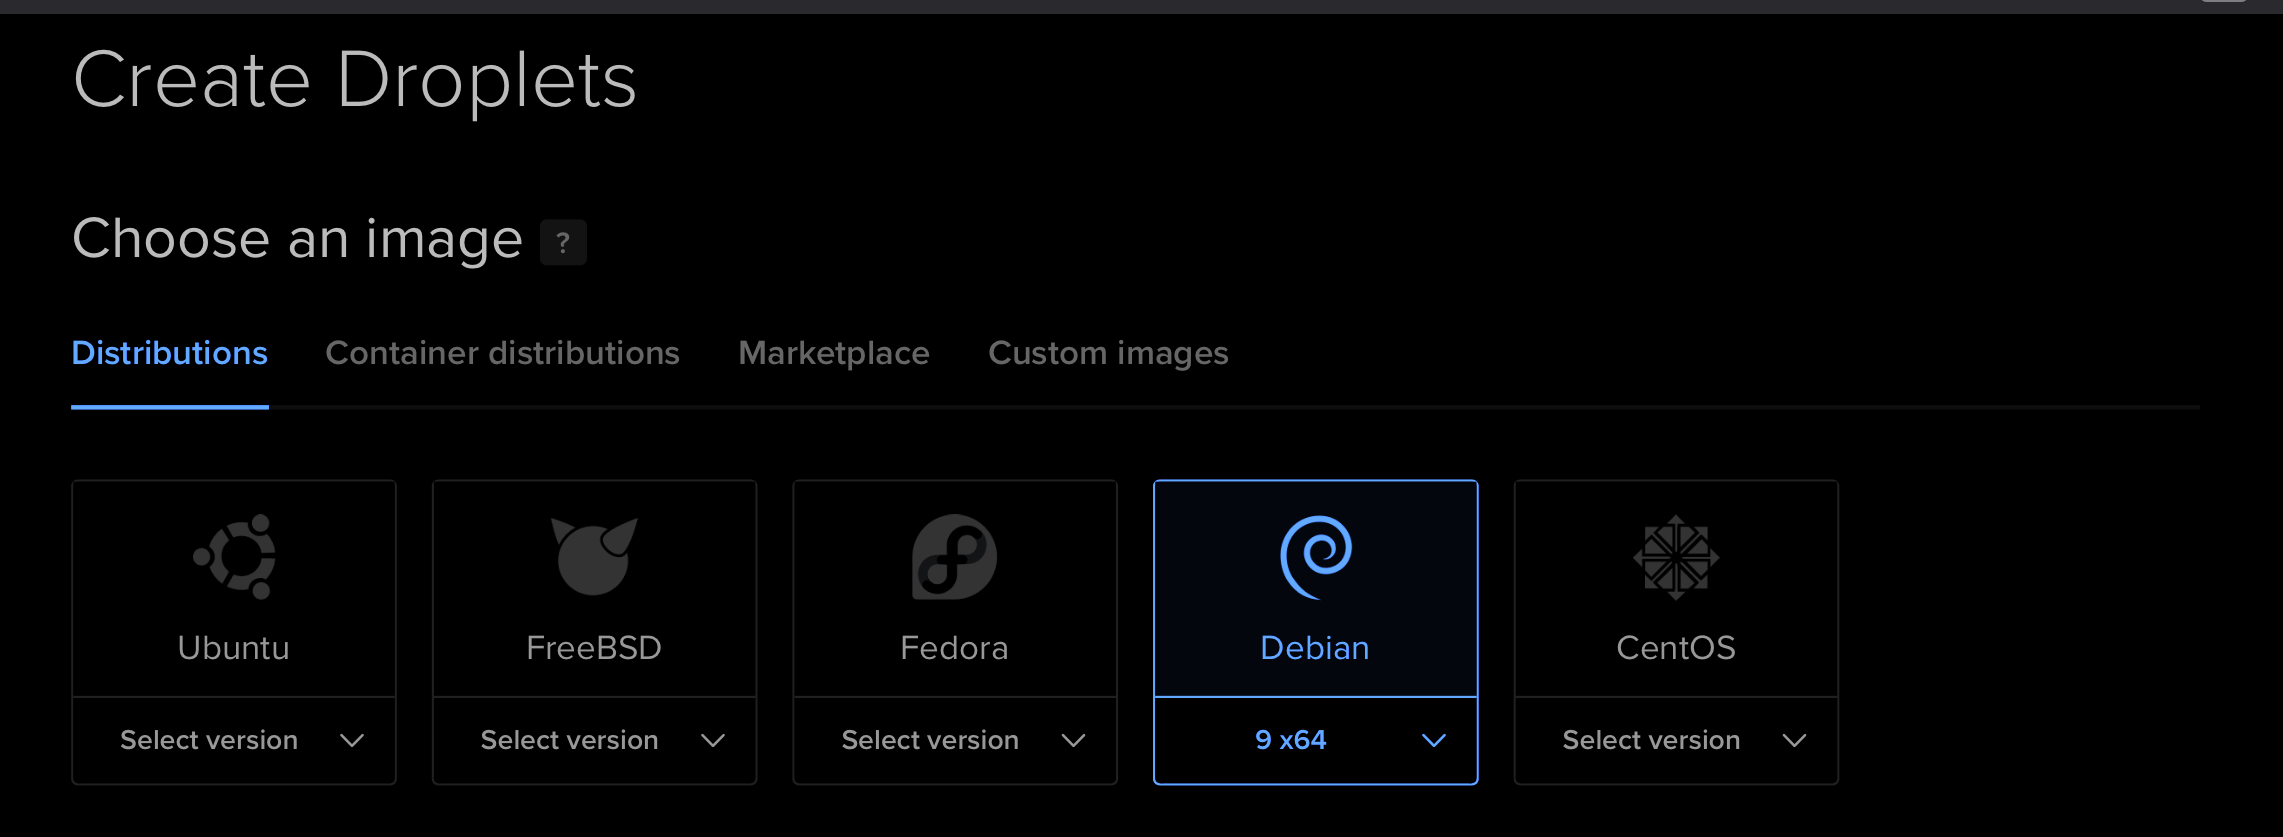 Create Droplets
Choose an image ?
Distributions Container distributions Marketplace Custom images
Ubuntu FreeBSD Fedora Debian CentOS
Select version Select version Select version 9 x64 Select version